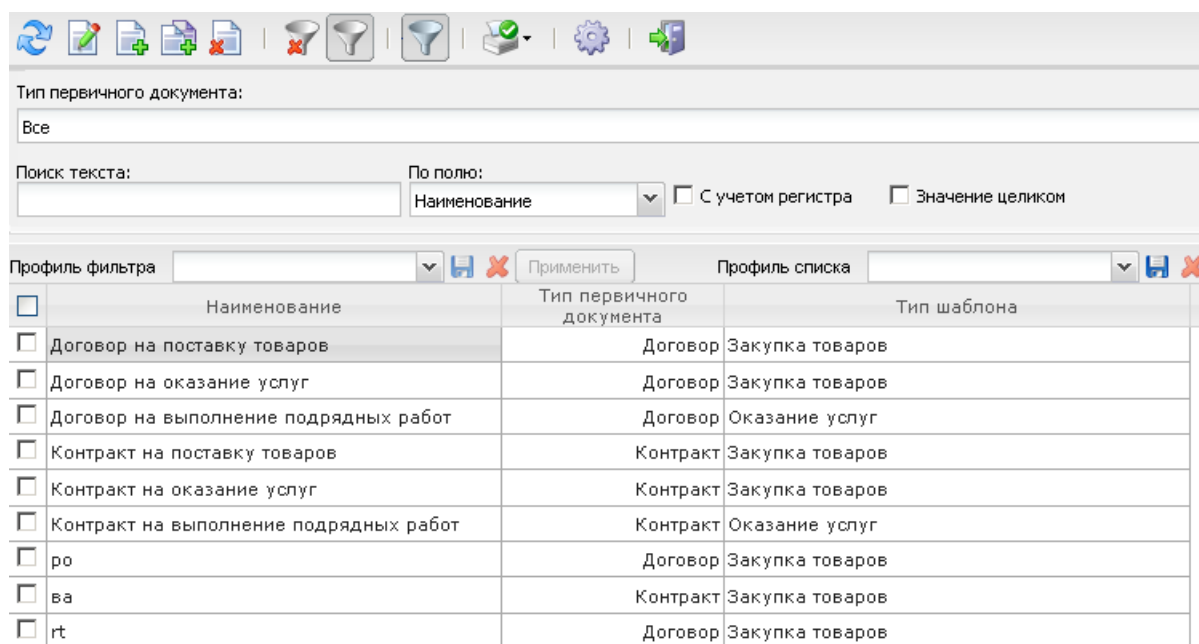 Тип первичного документа:
Все
Поиск текста: По полю:
Наименование С учетом регистра Значение целиком
Профиль фильтра Применить Профиль списка
Наименование Тип первичного документа Тип шаблона
Договор на поставку товаров Договор Закупка товаров
Договор на оказание услуг Договор Закупка товаров
Договор на выполнение подрядных работ Договор Оказание услуг
Контракт на поставку товаров Контракт Закупка товаров
Контракт на оказание услуг Контракт Закупка товаров
Контракт на выполнение подрядных работ Контракт Оказание услуг
ро Договор Закупка товаров
ва Контракт Закупка товаров
rt Договор Закупка товаров